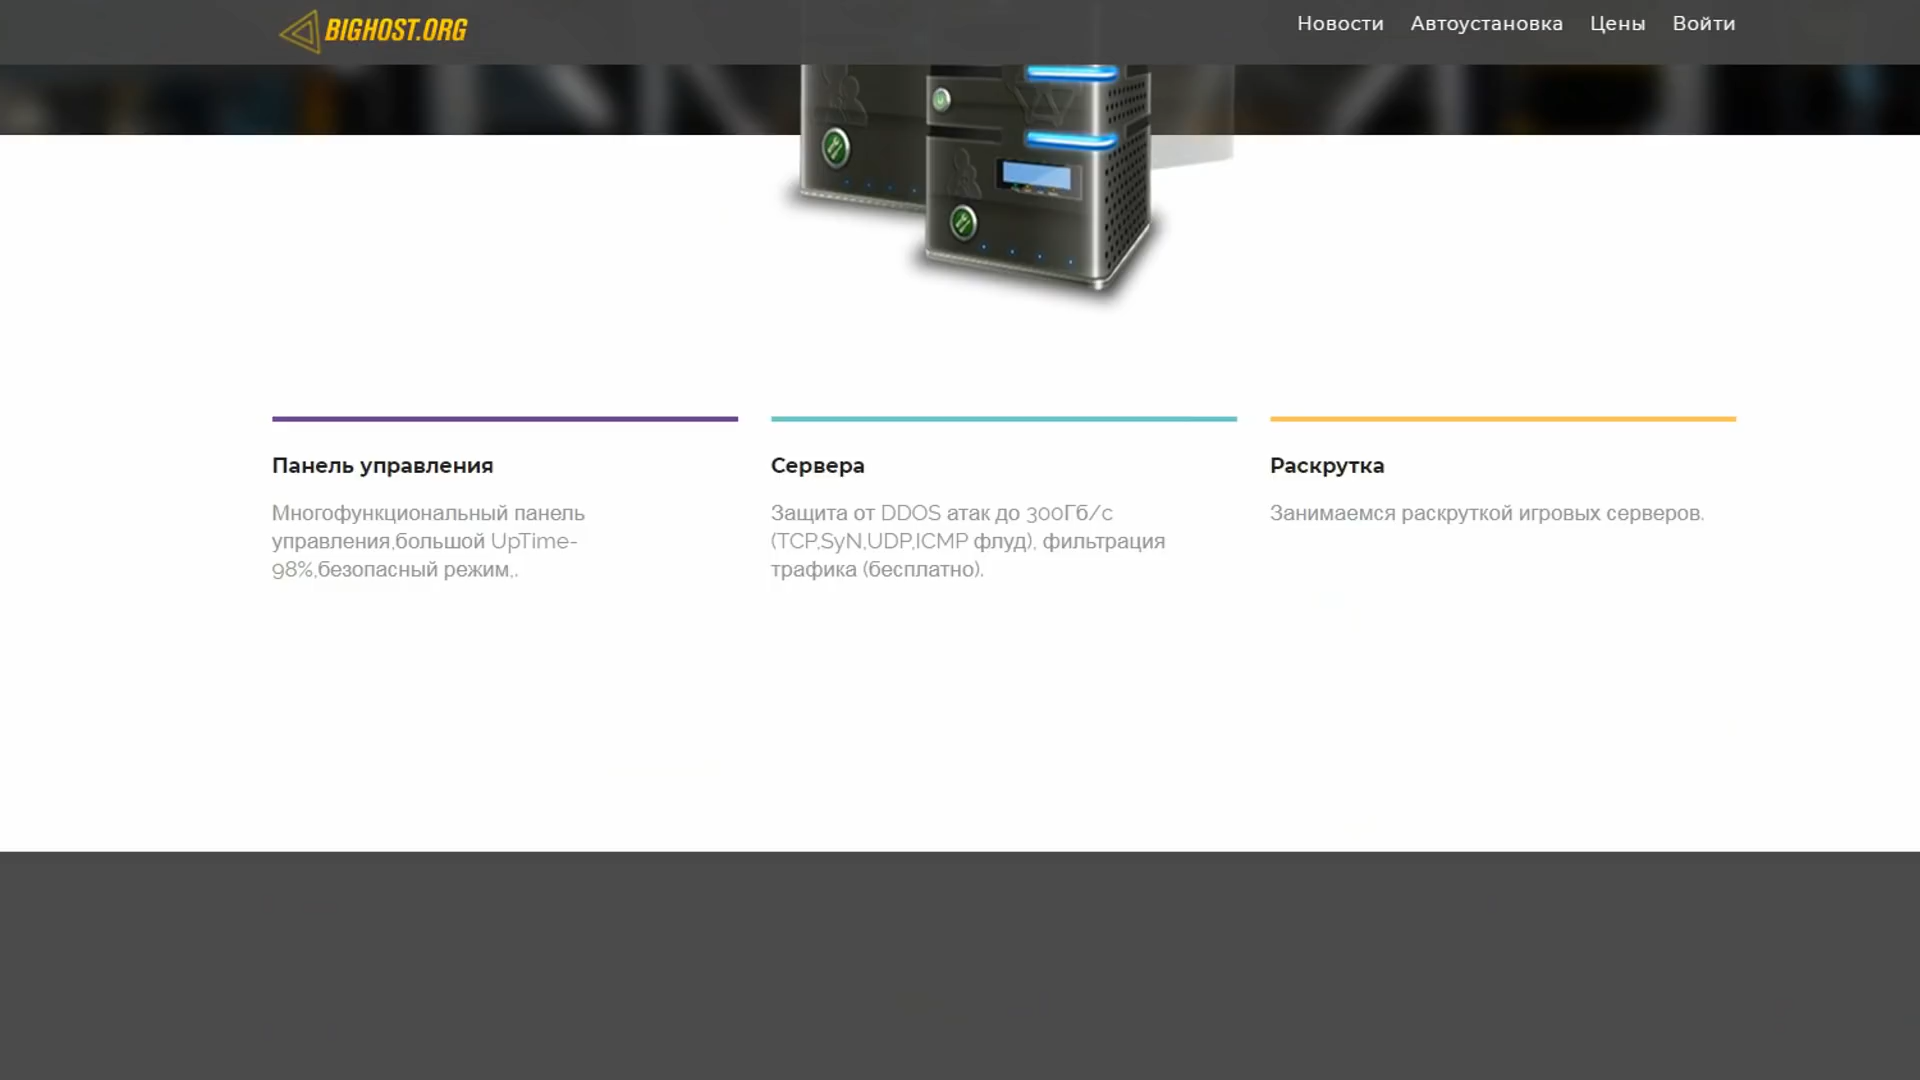 BIGHOST.ORG
Новости
Автоустановка
Цены
Войти
Панель управления
Многофункциональный панель
управления,большой UpTime-
98%,безопасный режим,.
Сервера
Защита от DDOS атак до 300Гб/с
(TCP,SyN,UDP,ICMP флуд), фильтрация
трафика (бесплатно).
Раскрутка
Занимаемся раскруткой игровых серверов.